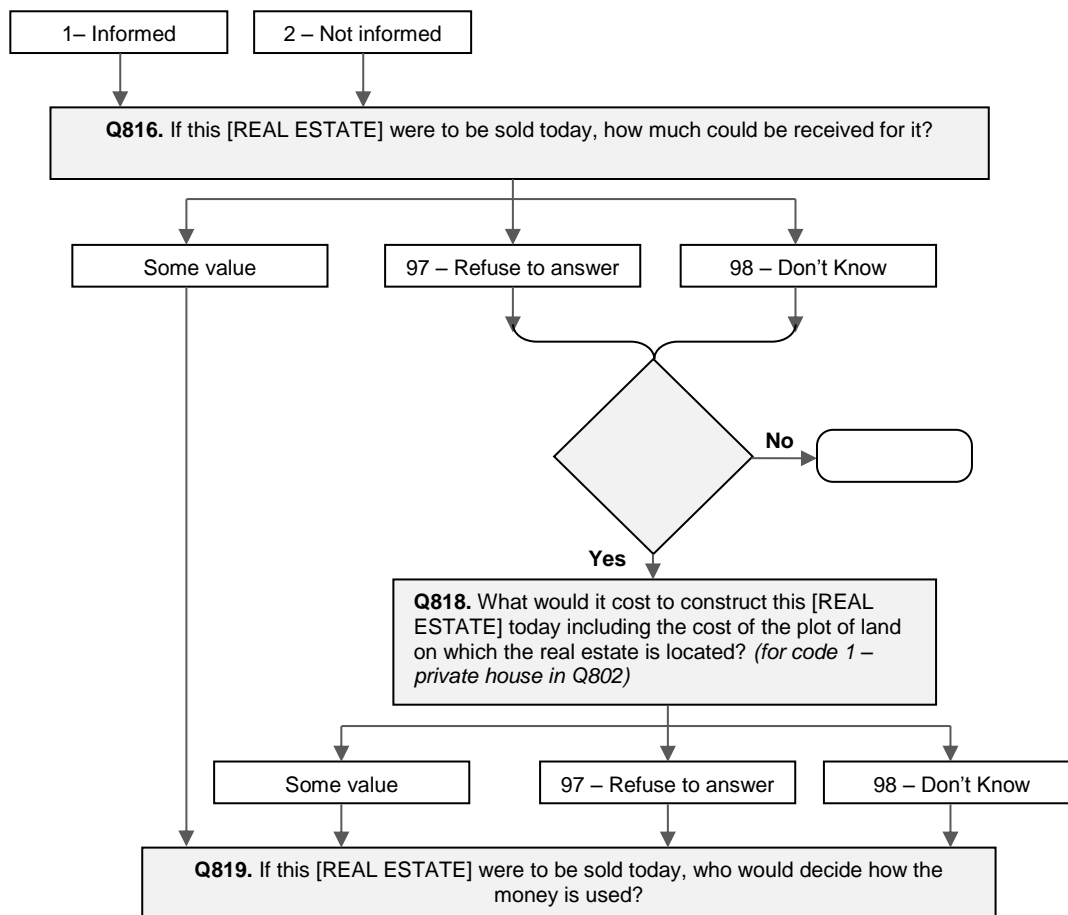 1– Informed
2 – Not informed
Q816. If this [REAL ESTATE] were to be sold today, how much could be received for it?
Some value
97 – Refuse to answer
98 – Don't Know
No
Yes
Q818. What would it cost to construct this [REAL
ESTATE] today including the cost of the plot of land
on which the real estate is located? (for code 1 –
private house in Q802)
Some value
97 – Refuse to answer
98 – Don't Know
Q819. If this [REAL ESTATE] were to be sold today, who would decide how the
money is used?